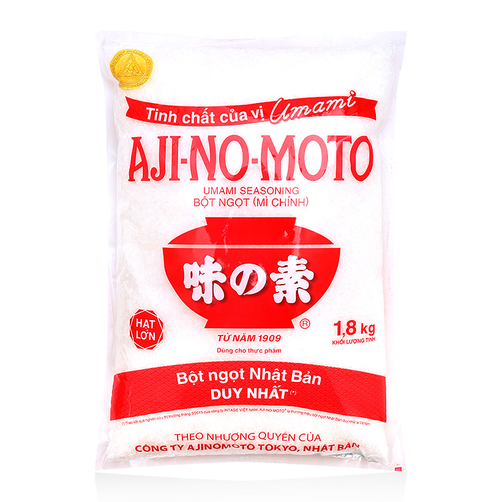 Tinh chất của vị Umami
AJI-NO-MOTO
UMAMI SEASONING
BỘT NGỌT (MÌ CHÍNH)
味の素
®
HẠT
LỚN
1,8 kg
KHỐI LƯỢNG TỊNH
TỪ NĂM 1909
Dùng cho thực phẩm
Bột ngọt Nhật Bản
DUY NHẤT (*)
THEO NHƯỢNG QUYỀN CỦA
CÔNG TY AJINOMOTO TOKYO, NHẬT BẢN